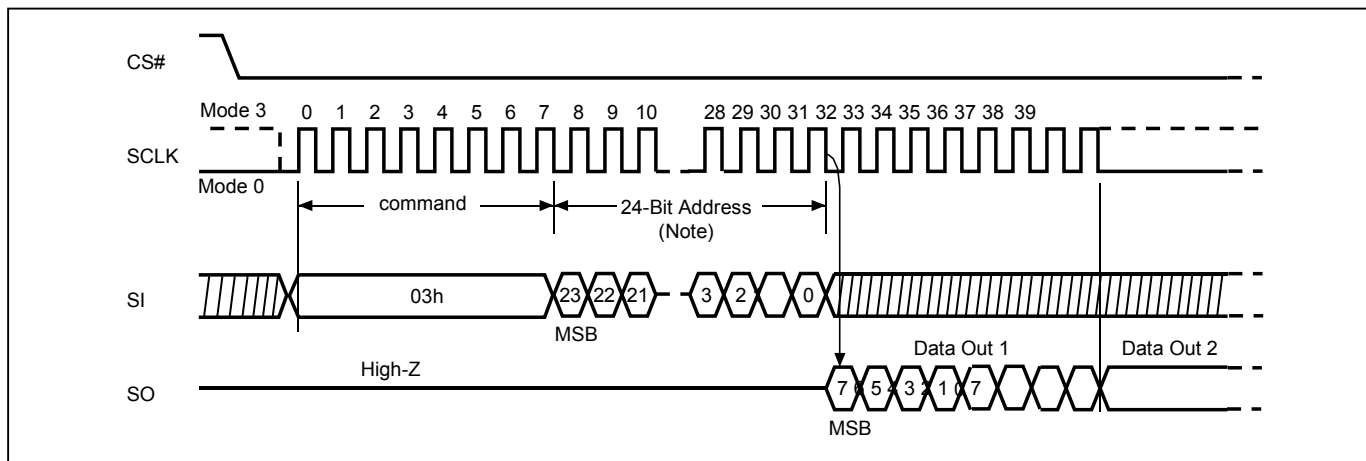 CS#
Mode 3
0 1 2 3 4 5 6 7 8 9 10 28 29 30 31 32 33 34 35 36 37 38 39
SCLK
Mode 0
command
24-Bit Address
(Note)
SI
03h
23 22 21 3 2 0
MSB
High-Z
Data Out 1
Data Out 2
SO
7 6 5 4 3 2 1 0 7
MSB